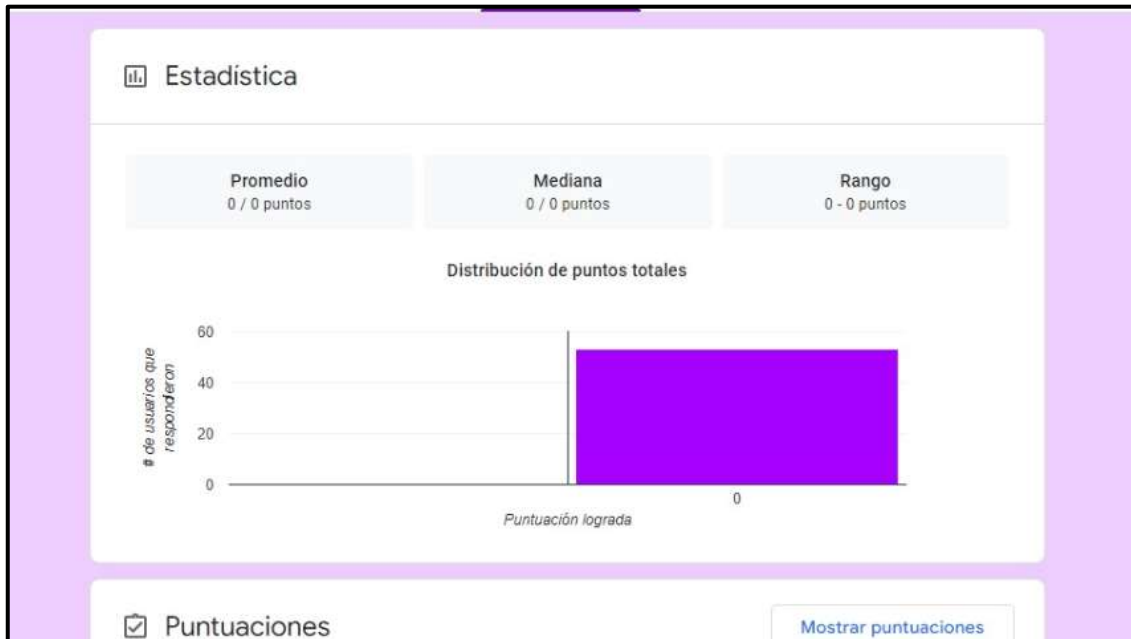 Estadística
Promedio
0 / 0 puntos
Mediana
0 / 0 puntos
Rango
0 - 0 puntos
Distribución de puntos totales
# de usuarios que
respondieron
60
40
20
0
0
Puntuación lograda
Puntuaciones
Mostrar puntuaciones